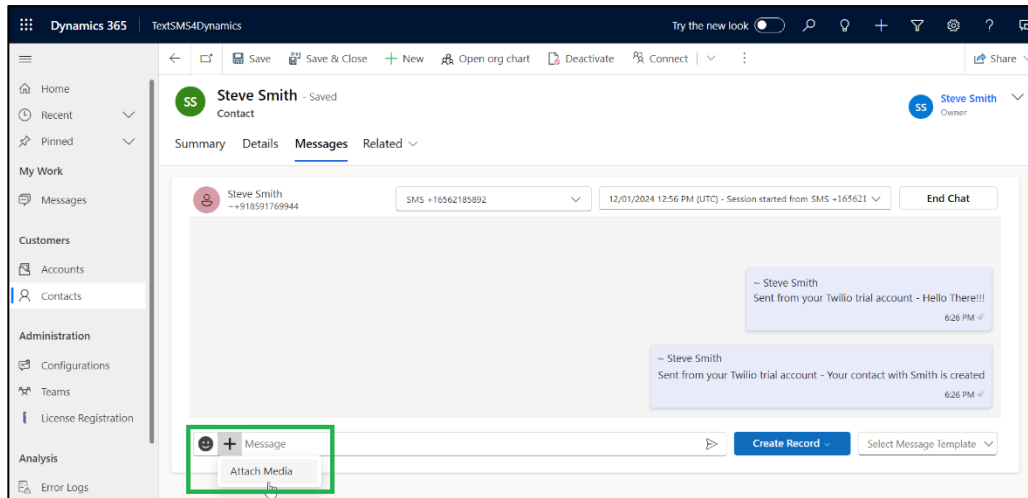 Dynamics 365
TextSMS4Dynamics
Try the new look
Save
Save & Close
New
Open org chart
Deactivate
Connect
Share
Home
Recent
Pinned
My Work
Messages
Customers
Accounts
Contacts
Administration
Configurations
Teams
License Registration
Analysis
Error Logs
SS
Steve Smith - Saved
Contact
SS
Steve Smith
Owner
Summary Details Messages Related
Steve Smith
~+918591769944
SMS +16562185892
12/01/2024 12:56 PM (UTC) - Session started from SMS +165621
End Chat
~ Steve Smith
Sent from your Twilio trial account - Hello There!!!
6:26 PM
~ Steve Smith
Sent from your Twilio trial account - Your contact with Smith is created
6:26 PM
Message
Create Record
Select Message Template
Attach Media